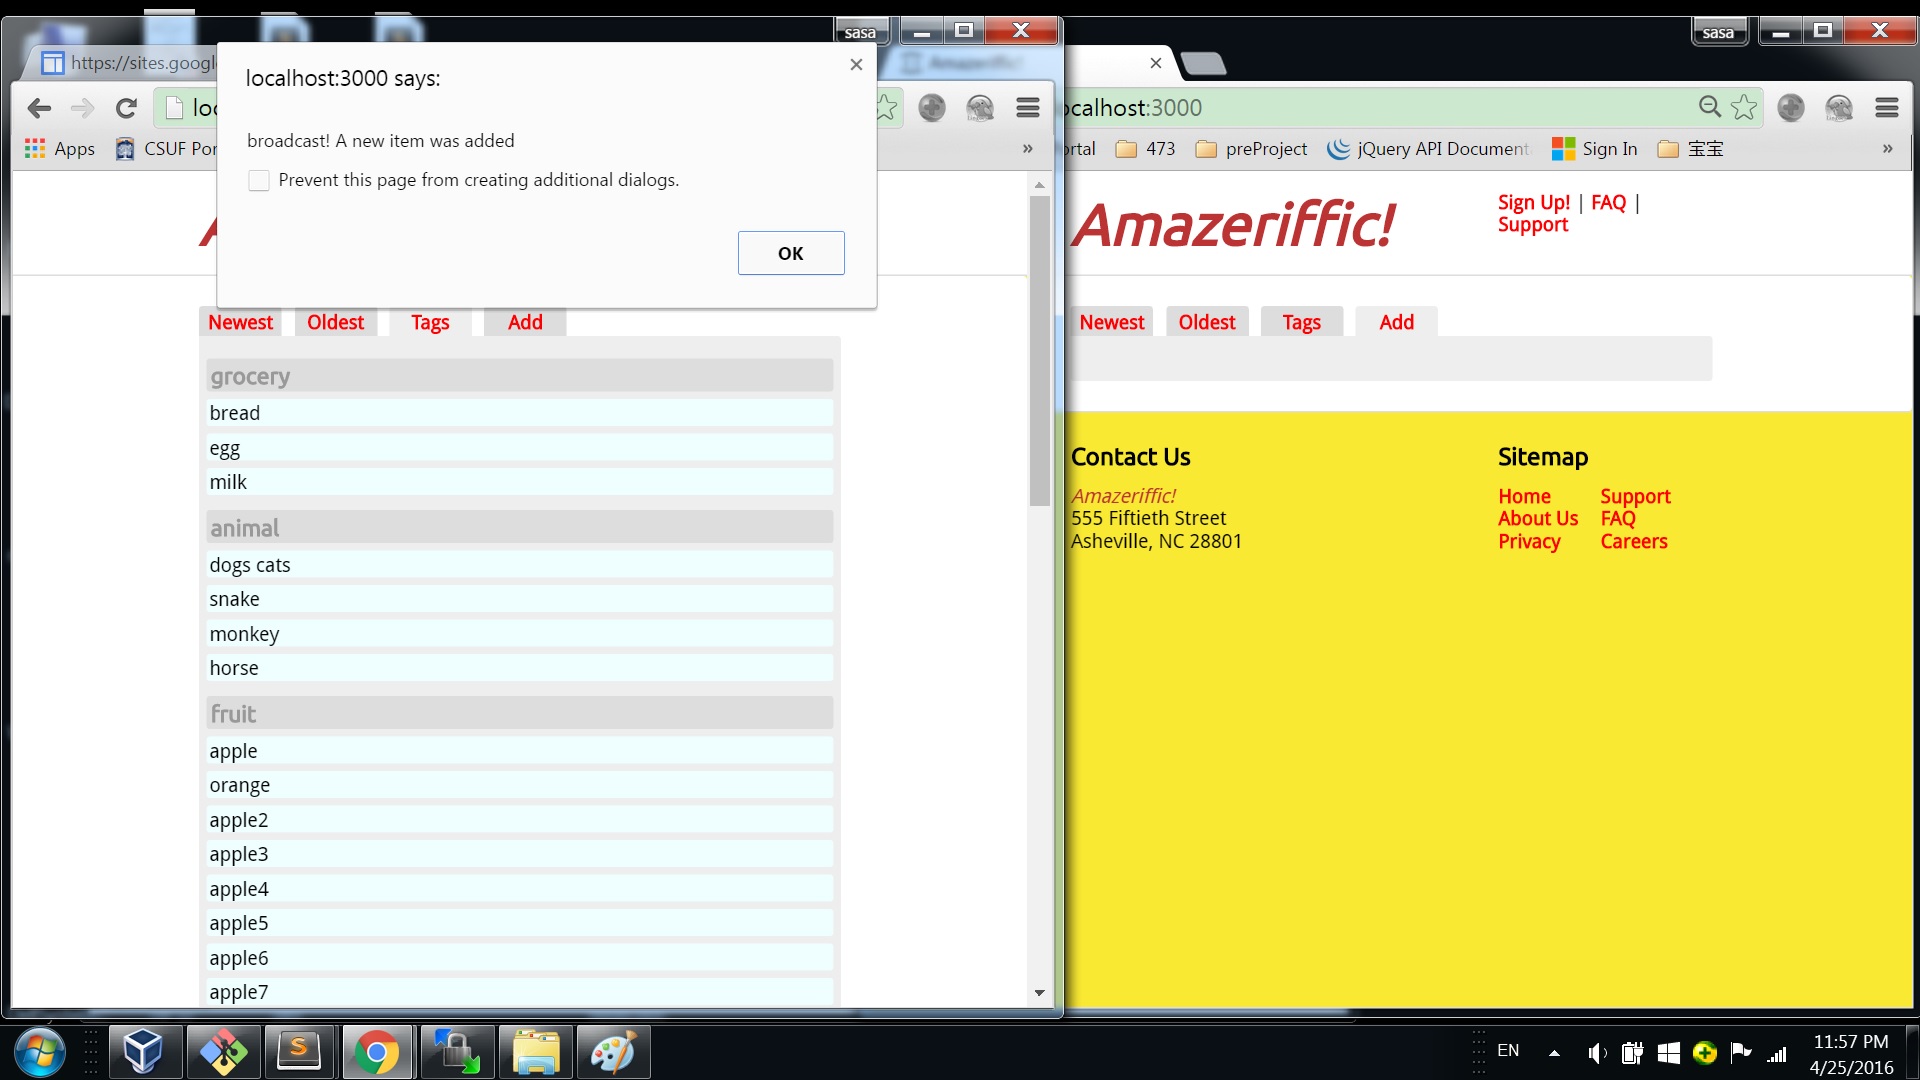 sasa
sasa
https://sites.googl
Amazeriffic!
localhost:3000 says:
lo
ocalhost:3000
Apps
CSUF Por
rtal
473
preProject
jQuery API Document
Sign In
宝宝
»
»
broadcast! A new item was added
Prevent this page from creating additional dialogs.
OK
A
Newest
Oldest
Tags
Add
grocery
bread
egg
milk
animal
dogs cats
snake
monkey
horse
fruit
apple
orange
apple2
apple3
apple4
apple5
apple6
apple7
Amazeriffic!
Sign Up! | FAQ |
Support
Newest
Oldest
Tags
Add
Contact Us
Amazeriffic!
555 Fiftieth Street
Asheville, NC 28801
Sitemap
Home
Support
About Us
FAQ
Privacy
Careers
EN
11:57 PM
4/25/2016